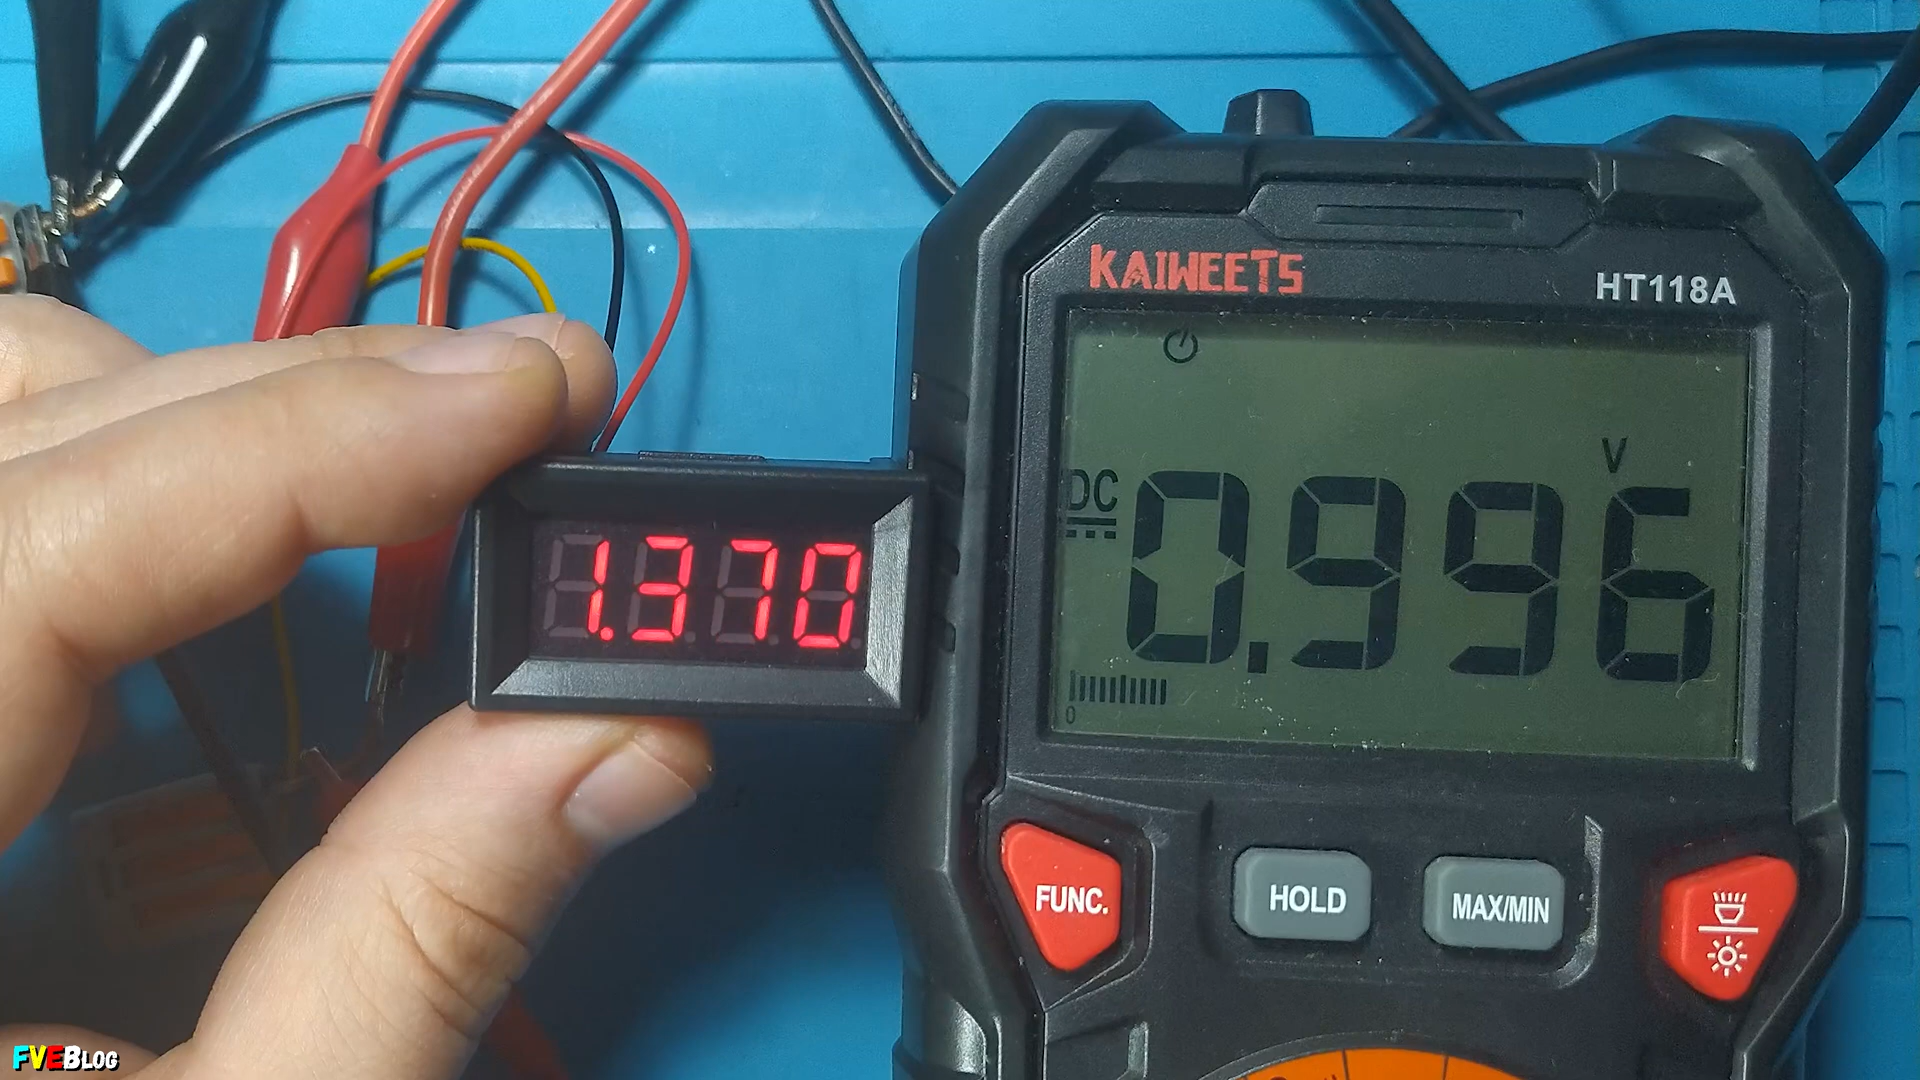 KAIWEETS
HT118A
V
DC
0.996
1.370
0
FUNC.
HOLD
MAX/MIN
FVEBLOG